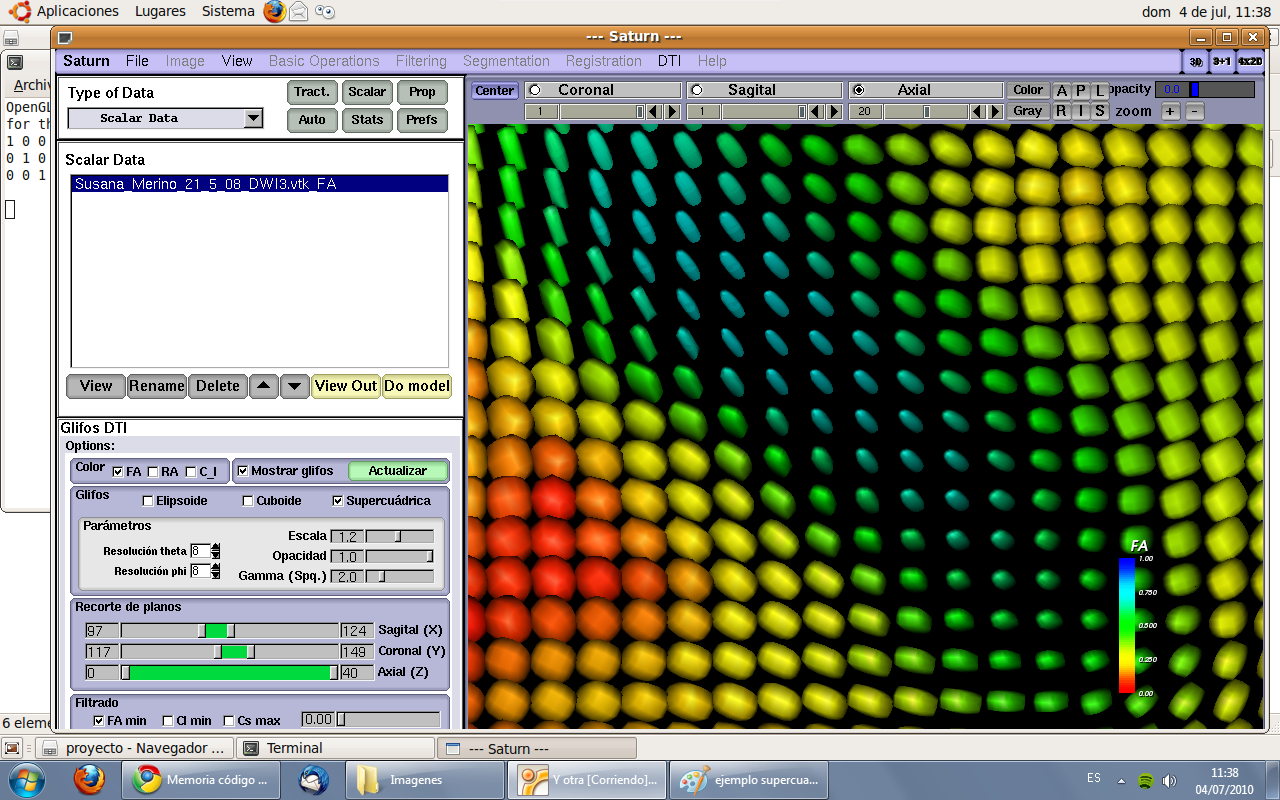 Aplicaciones Lugares Sistema dom 4 de jul, 11:38
--- Saturn ---
Saturn File Image View Basic Operations Filtering Segmentation Registration DTI Help 3D 3+1 4x2D
Archiv
OpenGL
for th
1 0 0
0 1 0
0 0 1
6 eleme
Type of Data
Scalar Data
Tract. Scalar Prop
Auto Stats Prefs
Center Coronal Sagital Axial Color A P L opacity 0.0
1 1 20 Gray R I S zoom + -
Scalar Data
Susana_Merino_21_5_08_DWI3.vtk_FA
View Rename Delete View Out Do model
Glifos DTI
Options:
Color FA RA C_l Mostrar glifos Actualizar
Glifos Elipsoide Cuboide Supercuádrica
Parámetros
Escala 1.2
Resolución theta 8
Opacidad 1.0
Resolución phi 8
Gamma (Spq.) 2.0
Recorte de planos
97 124 Sagital (X)
117 149 Coronal (Y)
0 40 Axial (Z)
Filtrado
FA min Cl min Cs max 0.00
FA
1.00
0.750
0.500
0.250
0.00
proyecto - Navegador ... Terminal --- Saturn ---
Memoria código ... Imagenes Y otra [Corriendo]... ejemplo supercua...
ES 11:38
04/07/2010